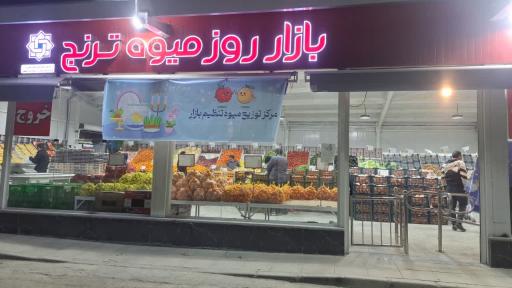 بازار روز میوه ترنج
مرکز توزیع میوه تنظیم بازار
خروج